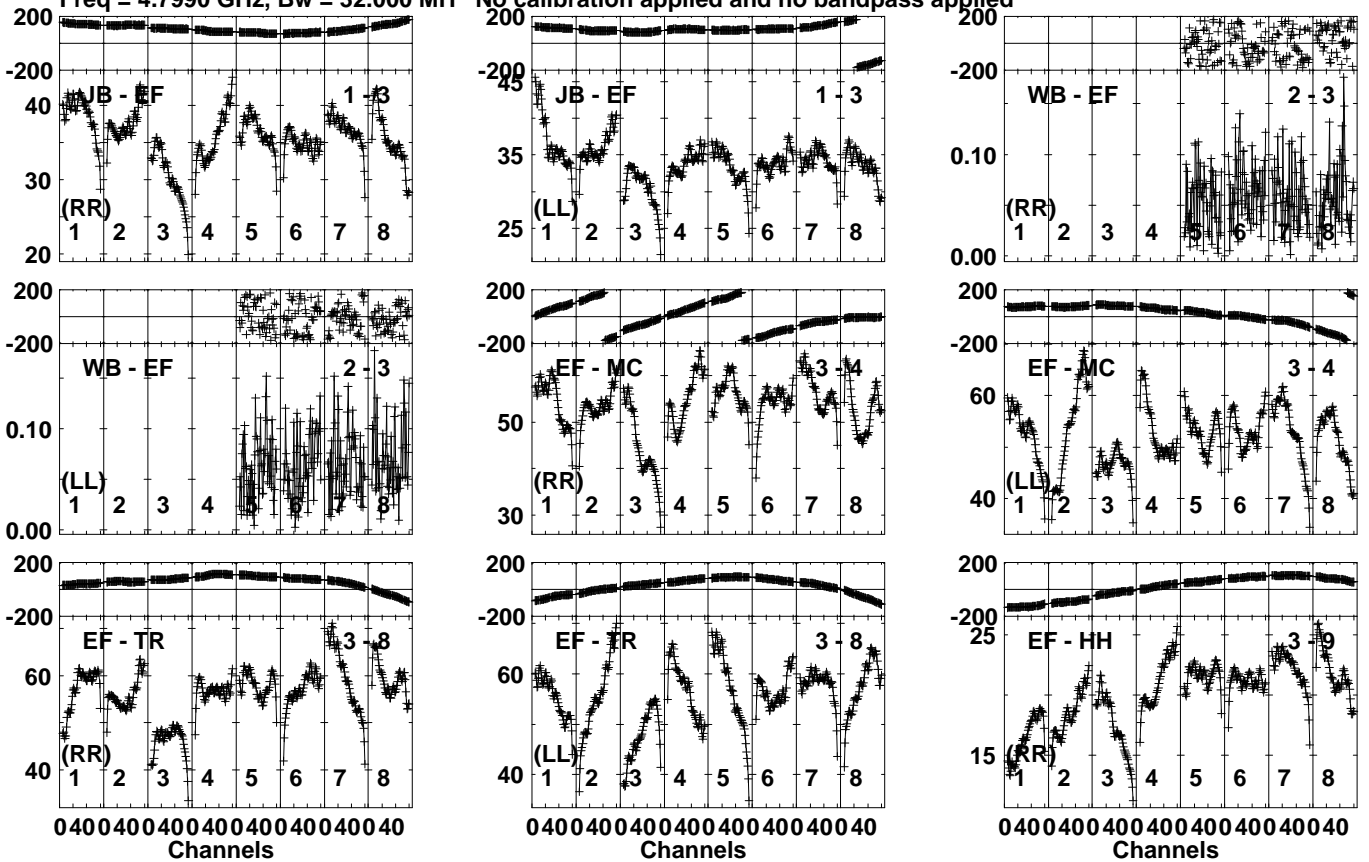 Freq = 4.7990 GHz, Bw = 32.000 MH No calibration applied and no bandpass applied
200
-200
JB - EF 1 - 3
40
30
20
(RR)
1 2 3 4 5 6 7 8
JB - EF 1 - 3
45
35
25
(LL)
1 2 3 4 5 6 7 8
200
-200
WB - EF 2 - 3
0.10
0.00
(RR)
1 2 3 4 5 6 7 8
200
-200
WB - EF 2 - 3
0.10
0.00
(LL)
1 2 3 4 5 6 7 8
200
-200
EF - MC 3 - 4
50
30
(RR)
1 2 3 4 5 6 7 8
200
-200
EF - MC 3 - 4
60
40
(LL)
1 2 3 4 5 6 7 8
200
-200
EF - TR 3 - 8
60
40
(RR)
1 2 3 4 5 6 7 8
0 40 0 40 0 40 0 40 0 40 0 40 0 40 0 40
Channels
200
-200
EF - TR 3 - 8
60
40
(LL)
1 2 3 4 5 6 7 8
0 40 0 40 0 40 0 40 0 40 0 40 0 40 0 40
Channels
200
-200
EF - HH 3 - 9
25
15
(RR)
1 2 3 4 5 6 7 8
0 40 0 40 0 40 0 40 0 40 0 40 0 40 0 40
Channels